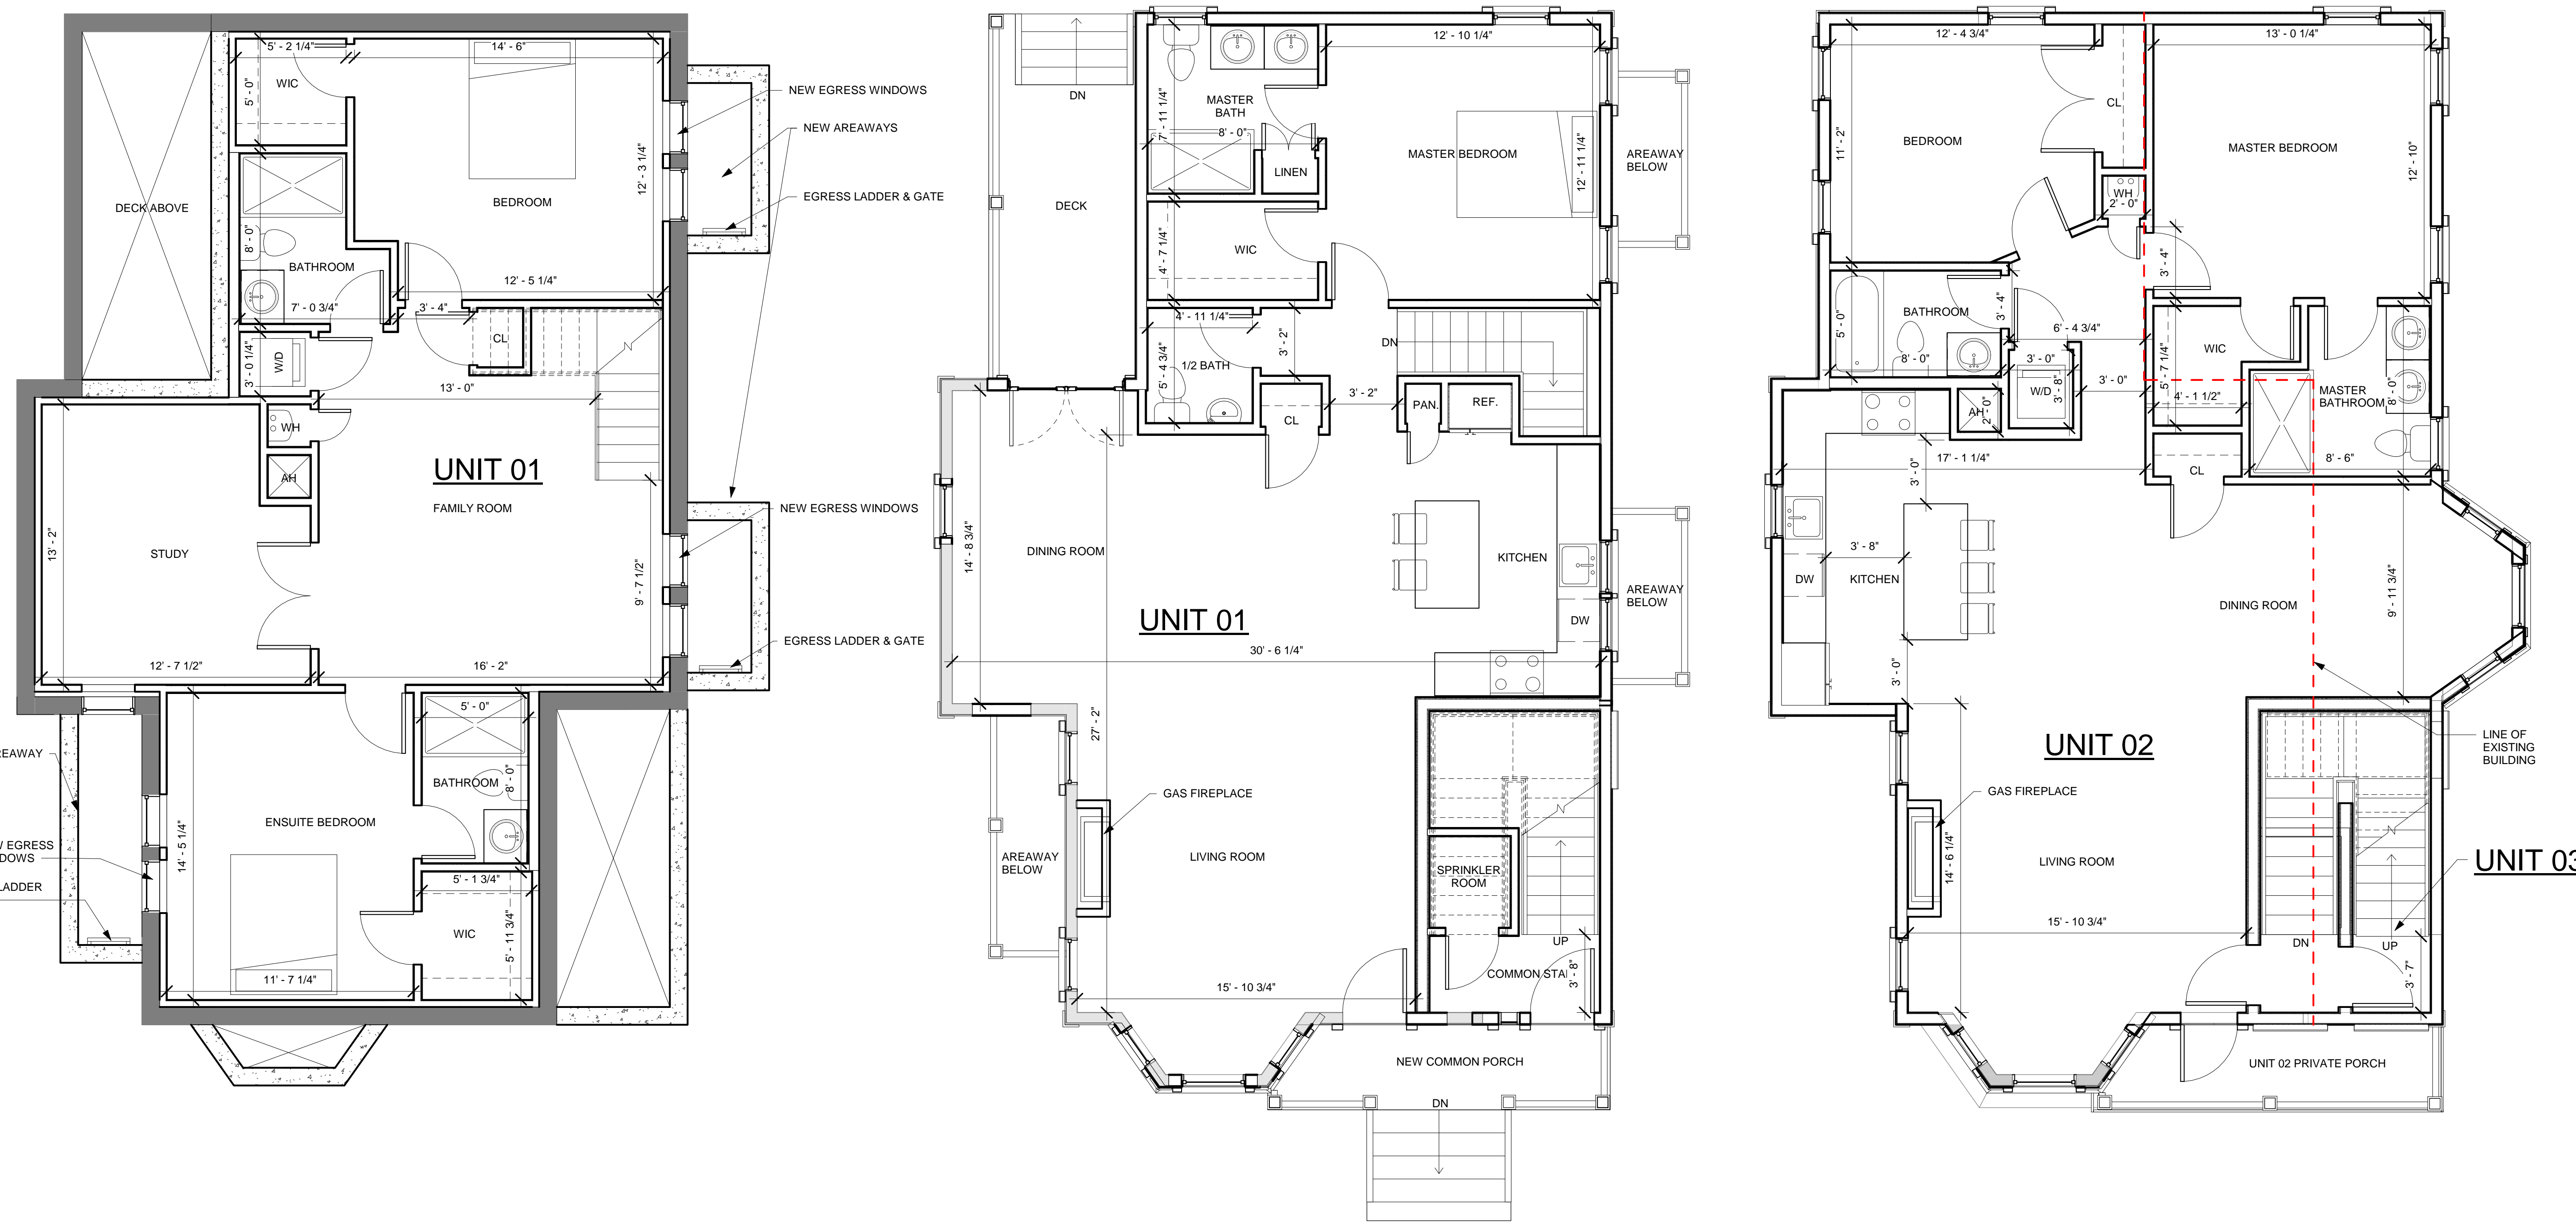 5' - 2 1/4"
14' - 6"
WIC
5' - 0"
NEW EGRESS WINDOWS
NEW AREAWAYS
12' - 3 1/4"
EGRESS LADDER & GATE
DECK ABOVE
BEDROOM
8' - 0"
BATHROOM
12' - 5 1/4"
7' - 0 3/4"
3' - 4"
CL
3' - 0 1/4"
W/D
13' - 0"
WH
UNIT 01
AH
FAMILY ROOM
NEW EGRESS WINDOWS
13' - 2"
STUDY
9' - 7 1/2"
EGRESS LADDER & GATE
12' - 7 1/2"
16' - 2"
5' - 0"
REAWAY
BATHROOM
8' - 0"
ENSUITE BEDROOM
14' - 5 1/4"
W EGRESS
DOWS
LADDER
5' - 1 3/4"
WIC
5' - 11 3/4"
11' - 7 1/4"
12' - 10 1/4"
DN
MASTER
BATH
7' - 11 1/4"
8' - 0"
LINEN
MASTER BEDROOM
12' - 11 1/4"
AREAWAY
BELOW
DECK
WIC
4' - 7 1/4"
4' - 11 1/4"
3' - 2"
DN
1/2 BATH
5' - 4 3/4"
3' - 2"
PAN.
REF.
CL
14' - 8 3/4"
DINING ROOM
KITCHEN
AREAWAY
BELOW
DW
UNIT 01
30' - 6 1/4"
27' - 2"
GAS FIREPLACE
AREAWAY
BELOW
LIVING ROOM
SPRINKLER
ROOM
UP
COMMON STAI
3' - 8"
15' - 10 3/4"
NEW COMMON PORCH
DN
12' - 4 3/4"
13' - 0 1/4"
CL
BEDROOM
11' - 2"
MASTER BEDROOM
12' - 10"
WH
2' - 0"
3' - 4"
BATHROOM
5' - 0"
3' - 4"
6' - 4 3/4"
8' - 0"
3' - 0"
W/D
3' - 8"
3' - 0"
WIC
5' - 7 1/4"
4' - 1 1/2"
MASTER
BATHROOM
8' - 0"
AH
2' - 0"
17' - 1 1/4"
3' - 0"
CL
8' - 6"
3' - 8"
DW
KITCHEN
DINING ROOM
9' - 11 3/4"
3' - 0"
UNIT 02
LINE OF
EXISTING
BUILDING
GAS FIREPLACE
14' - 6 1/4"
LIVING ROOM
UNIT 03
15' - 10 3/4"
DN
UP
3' - 7"
UNIT 02 PRIVATE PORCH